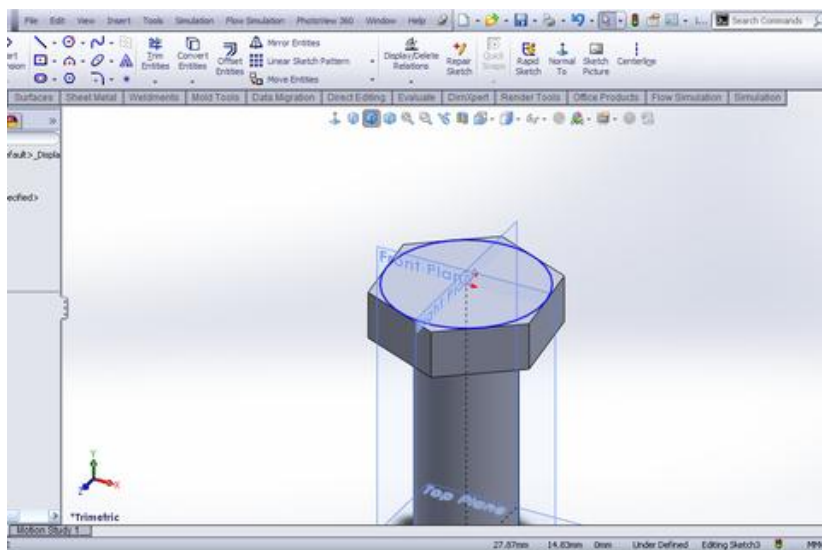 File Edit View Insert Tools Simulation Flow Simulation PhotoView 360 Window Help
Search Commands
Trim Entities
Convert Entities
Offset Entities
Mirror Entities
Linear Sketch Pattern
Move Entities
Display/Delete Relations
Repair Sketch
Quick Snaps
Rapid Sketch
Normal To
Sketch Picture
Centerline
Surfaces Sheet Metal Weldments Mold Tools Data Migration Direct Editing Evaluate DimXpert Render Tools Office Products Flow Simulation Simulation
efault>_Displa
ecified>
Front Plane
Top Plane
Y
X
Z
*Trimetric
Motion Study 1
27.87mm 14.83mm 0mm Under Defined Editing Sketch3